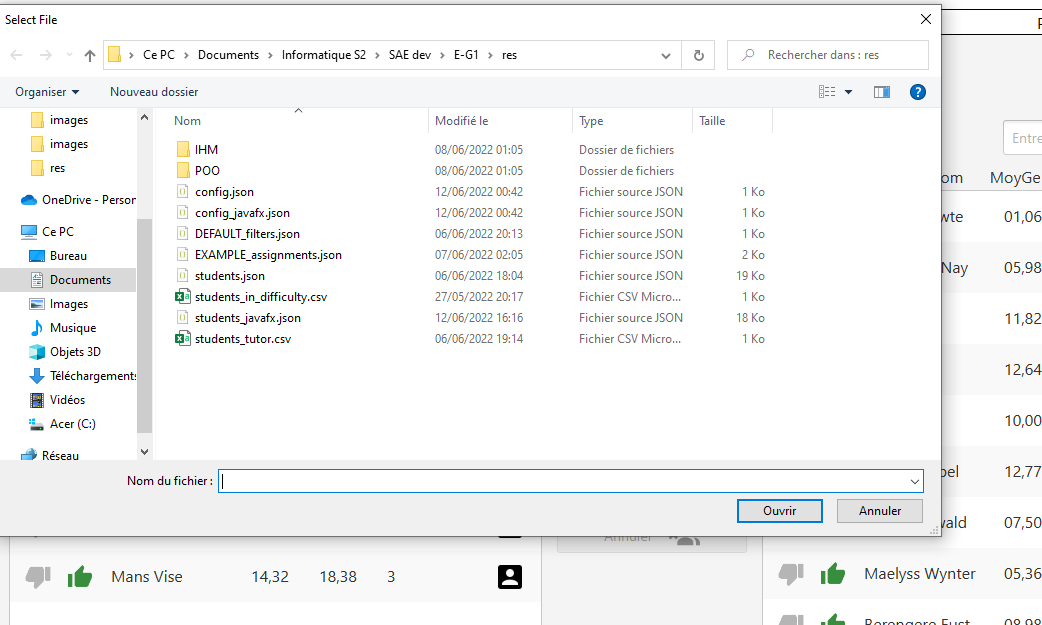 Select File
Ce PC > Documents > Informatique S2 > SAE dev > E-G1 > res
Rechercher dans : res
Organiser
Nouveau dossier
?
images
images
res
OneDrive - Person
Ce PC
Bureau
Documents
Images
Musique
Objets 3D
Téléchargements
Vidéos
Acer (C:)
Réseau
Nom Modifié le Type Taille
IHM 08/06/2022 01:05 Dossier de fichiers
POO 08/06/2022 01:05 Dossier de fichiers
config.json 12/06/2022 00:42 Fichier source JSON 1 Ko
config_javafx.json 12/06/2022 00:42 Fichier source JSON 1 Ko
DEFAULT_filters.json 06/06/2022 20:13 Fichier source JSON 1 Ko
EXAMPLE_assignments.json 07/06/2022 02:05 Fichier source JSON 2 Ko
students.json 06/06/2022 18:04 Fichier source JSON 19 Ko
students_in_difficulty.csv 27/05/2022 20:17 Fichier CSV Micro... 1 Ko
students_javafx.json 12/06/2022 16:16 Fichier source JSON 18 Ko
students_tutor.csv 06/06/2022 19:14 Fichier CSV Micro... 1 Ko
Nom du fichier :
Ouvrir
Annuler
Annuler
Mans Vise 14,32 18,38 3
Entre
om MoyGe
wte 01,06
Nay 05,98
11,82
12,64
10,00
bel 12,77
wald 07,50
Maelyss Wynter 05,36
08,98